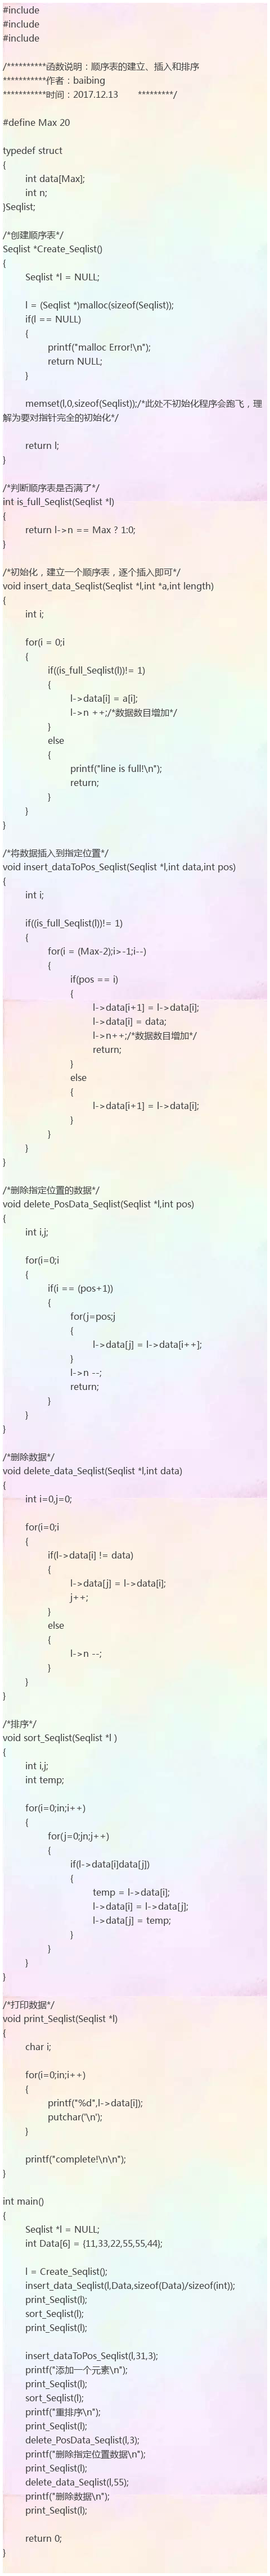 #include
#include
#include
/**********函数说明：顺序表的建立、插入和排序
***********作者：baibing
***********时间：2017.12.13 *********/
#define Max 20
typedef struct
{
int data[Max];
int n;
}Seqlist;
/*创建顺序表*/
Seqlist *Create_Seqlist()
{
Seqlist *l = NULL;
l = (Seqlist *)malloc(sizeof(Seqlist));
if(l == NULL)
{
printf("malloc Error!\n");
return NULL;
}
memset(l,0,sizeof(Seqlist));/*此处不初始化程序会跑飞，理
解为要对指针完全的初始化*/
return l;
}
/*判断顺序表是否满了*/
int is_full_Seqlist(Seqlist *l)
{
return l->n == Max ? 1:0;
}
/*初始化，建立一个顺序表，逐个插入即可*/
void insert_data_Seqlist(Seqlist *l,int *a,int length)
{
int i;
for(i = 0;i
{
if((is_full_Seqlist(l))!= 1)
{
l->data[i] = a[i];
l->n ++;/*数据数目增加*/
}
else
{
printf("line is full!\n");
return;
}
}
}
/*将数据插入到指定位置*/
void insert_dataToPos_Seqlist(Seqlist *l,int data,int pos)
{
int i;
if((is_full_Seqlist(l))!= 1)
{
for(i = (Max-2);i>-1;i--)
{
if(pos == i)
{
l->data[i+1] = l->data[i];
l->data[i] = data;
l->n++;/*数据数目增加*/
return;
}
else
{
l->data[i+1] = l->data[i];
}
}
}
}
/*删除指定位置的数据*/
void delete_PosData_Seqlist(Seqlist *l,int pos)
{
int i,j;
for(i=0;i
{
if(i == (pos+1))
{
for(j=pos;j
{
l->data[j] = l->data[i++];
}
l->n --;
return;
}
}
}
/*删除数据*/
void delete_data_Seqlist(Seqlist *l,int data)
{
int i=0,j=0;
for(i=0;i
{
if(l->data[i] != data)
{
l->data[j] = l->data[i];
j++;
}
else
{
l->n --;
}
}
}
/*排序*/
void sort_Seqlist(Seqlist *l )
{
int i,j;
int temp;
for(i=0;in;i++)
{
for(j=0;jn;j++)
{
if(l->data[i]data[j])
{
temp = l->data[i];
l->data[i] = l->data[j];
l->data[j] = temp;
}
}
}
}
/*打印数据*/
void print_Seqlist(Seqlist *l)
{
char i;
for(i=0;in;i++)
{
printf("%d",l->data[i]);
putchar('\n');
}
printf("complete!\n\n");
}
int main()
{
Seqlist *l = NULL;
int Data[6] = {11,33,22,55,55,44};
l = Create_Seqlist();
insert_data_Seqlist(l,Data,sizeof(Data)/sizeof(int));
print_Seqlist(l);
sort_Seqlist(l);
print_Seqlist(l);
insert_dataToPos_Seqlist(l,31,3);
printf("添加一个元素\n");
print_Seqlist(l);
sort_Seqlist(l);
printf("重排序\n");
print_Seqlist(l);
delete_PosData_Seqlist(l,3);
printf("删除指定位置数据\n");
print_Seqlist(l);
delete_data_Seqlist(l,55);
printf("删除数据\n");
print_Seqlist(l);
return 0;
}